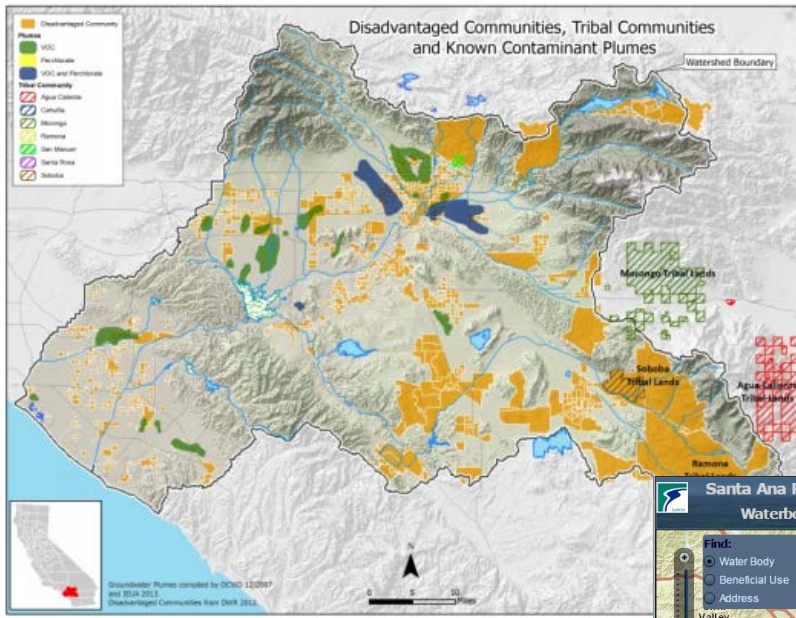 Disadvantaged Communities, Tribal Communities
and Known Contaminant Plumes
Watershed Boundary
Disadvantaged Community
Plumes
VOC
Perchlorate
VOC and Perchlorate
Tribal Community
Agua Caliente
Cahuilla
Morongo
Ramona
San Manuel
Santa Rosa
Soboba
Morongo Tribal Lands
Soboba
Tribal Lands
Agua Caliente
Tribal Lands
Ramona
Tribal Lands
N
0 5 10
Miles
Groundwater Plumes compiled by OCWD 12/2007
and IEUA 2013.
Disadvantaged Communities from DWR 2012.
Santa Ana R
Waterbo
Find:
Water Body
Beneficial Use
Address
Valley